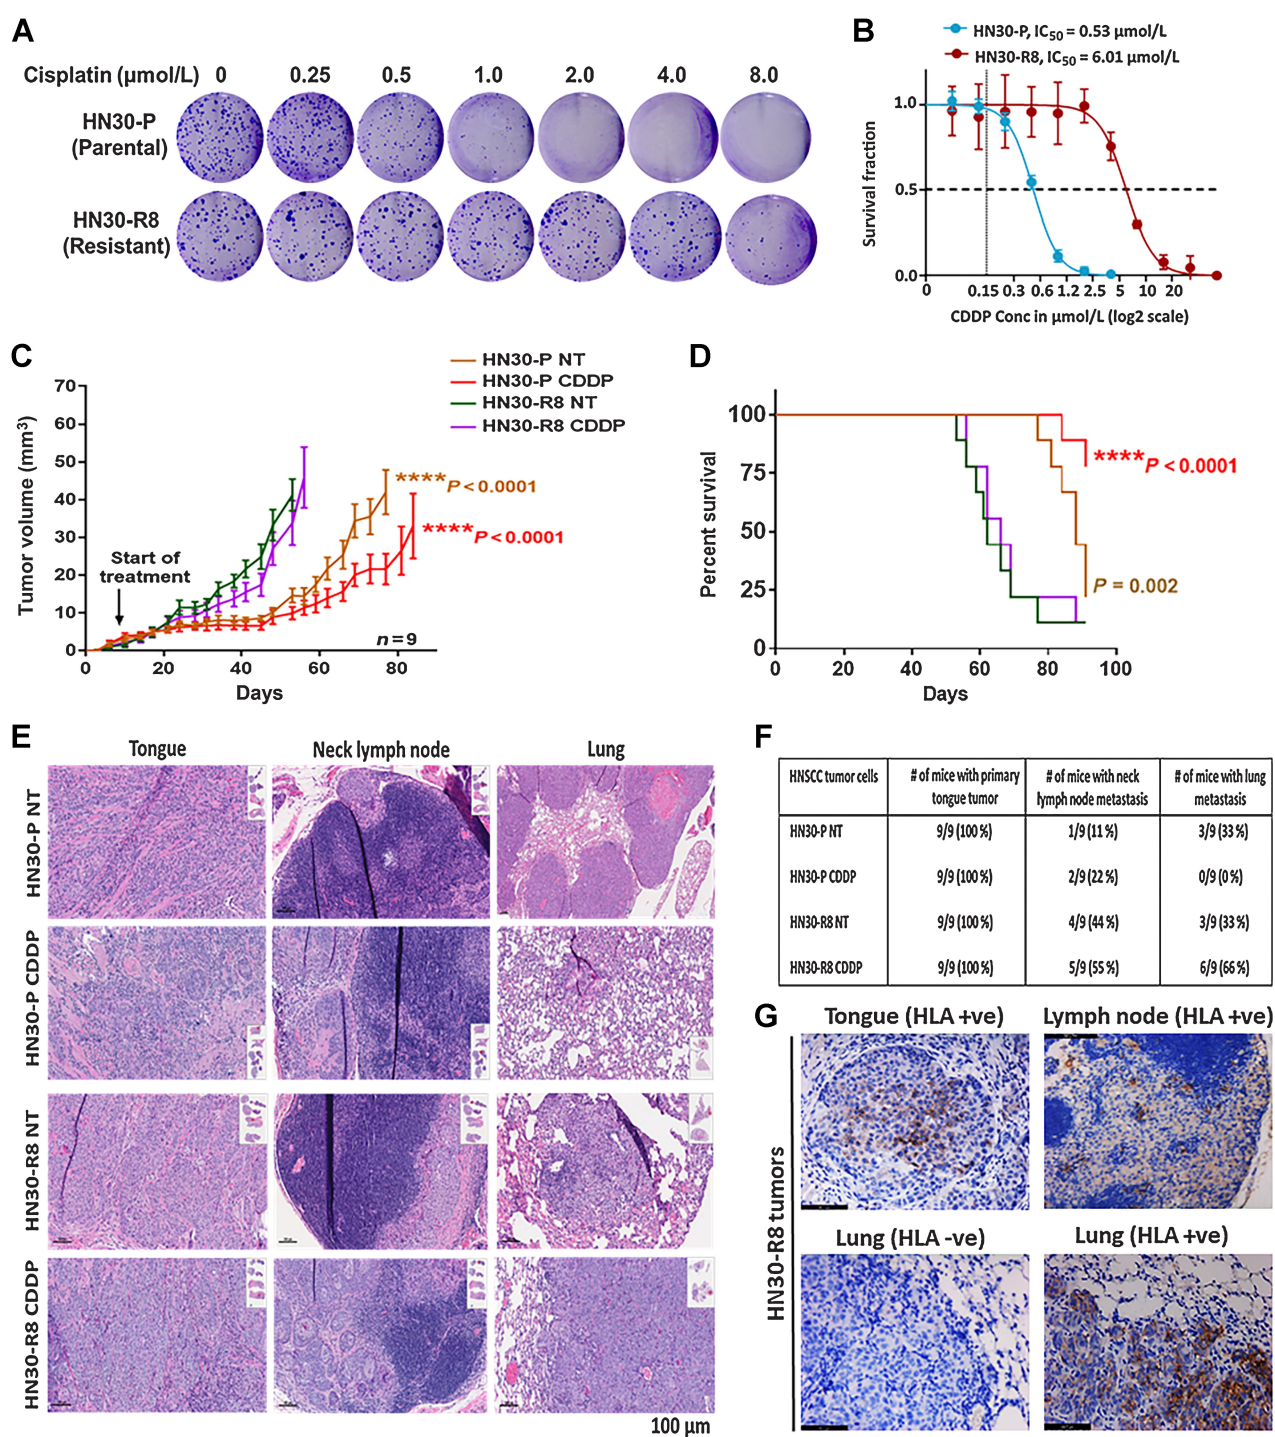 A
Cisplatin (µmol/L) 0 0.25 0.5 1.0 2.0 4.0 8.0
HN30-P
(Parental)
HN30-R8
(Resistant)
B
HN30-P, IC50 = 0.53 µmol/L
HN30-R8, IC50 = 6.01 µmol/L
Survival fraction
1.0
0.5
0.0
0 0.15 0.3 0.6 1.2 2.5 5 10 20
CDDP Conc in µmol/L (log2 scale)
C
HN30-P NT
HN30-P CDDP
HN30-R8 NT
HN30-R8 CDDP
Tumor volume (mm3)
70
60
50
40
30
20
10
0
Start of
treatment
****P < 0.0001
****P < 0.0001
n = 9
0 20 40 60 80
Days
D
Percent survival
100
75
50
25
0
****P < 0.0001
P = 0.002
0 20 40 60 80 100
Days
E
Tongue Neck lymph node Lung
HN30-P NT
HN30-P CDDP
HN30-R8 NT
HN30-R8 CDDP
100 µm
F
HNSCC tumor cells # of mice with primary # of mice with neck # of mice with lung
tongue tumor lymph node metastasis metastasis
HN30-P NT 9/9 (100 %) 1/9 (11 %) 3/9 (33 %)
HN30-P CDDP 9/9 (100 %) 2/9 (22 %) 0/9 (0 %)
HN30-R8 NT 9/9 (100 %) 4/9 (44 %) 3/9 (33 %)
HN30-R8 CDDP 9/9 (100 %) 5/9 (55 %) 6/9 (66 %)
G
HN30-R8 tumors
Tongue (HLA +ve) Lymph node (HLA +ve)
Lung (HLA -ve) Lung (HLA +ve)